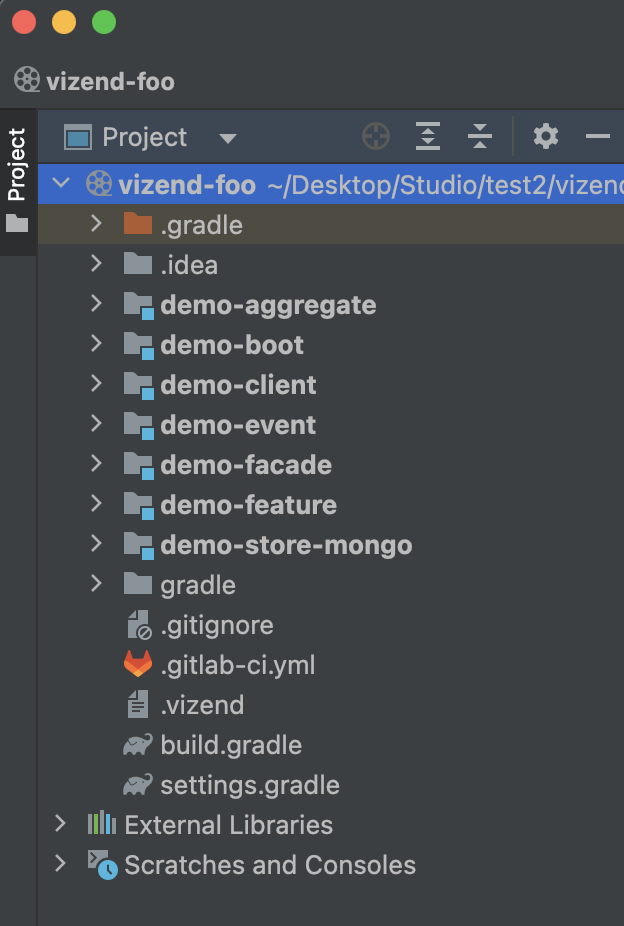 vizend-foo
Project
Project
vizend-foo ~/Desktop/Studio/test2/vizend
.gradle
.idea
demo-aggregate
demo-boot
demo-client
demo-event
demo-facade
demo-feature
demo-store-mongo
gradle
.gitignore
.gitlab-ci.yml
.vizend
build.gradle
settings.gradle
External Libraries
Scratches and Consoles